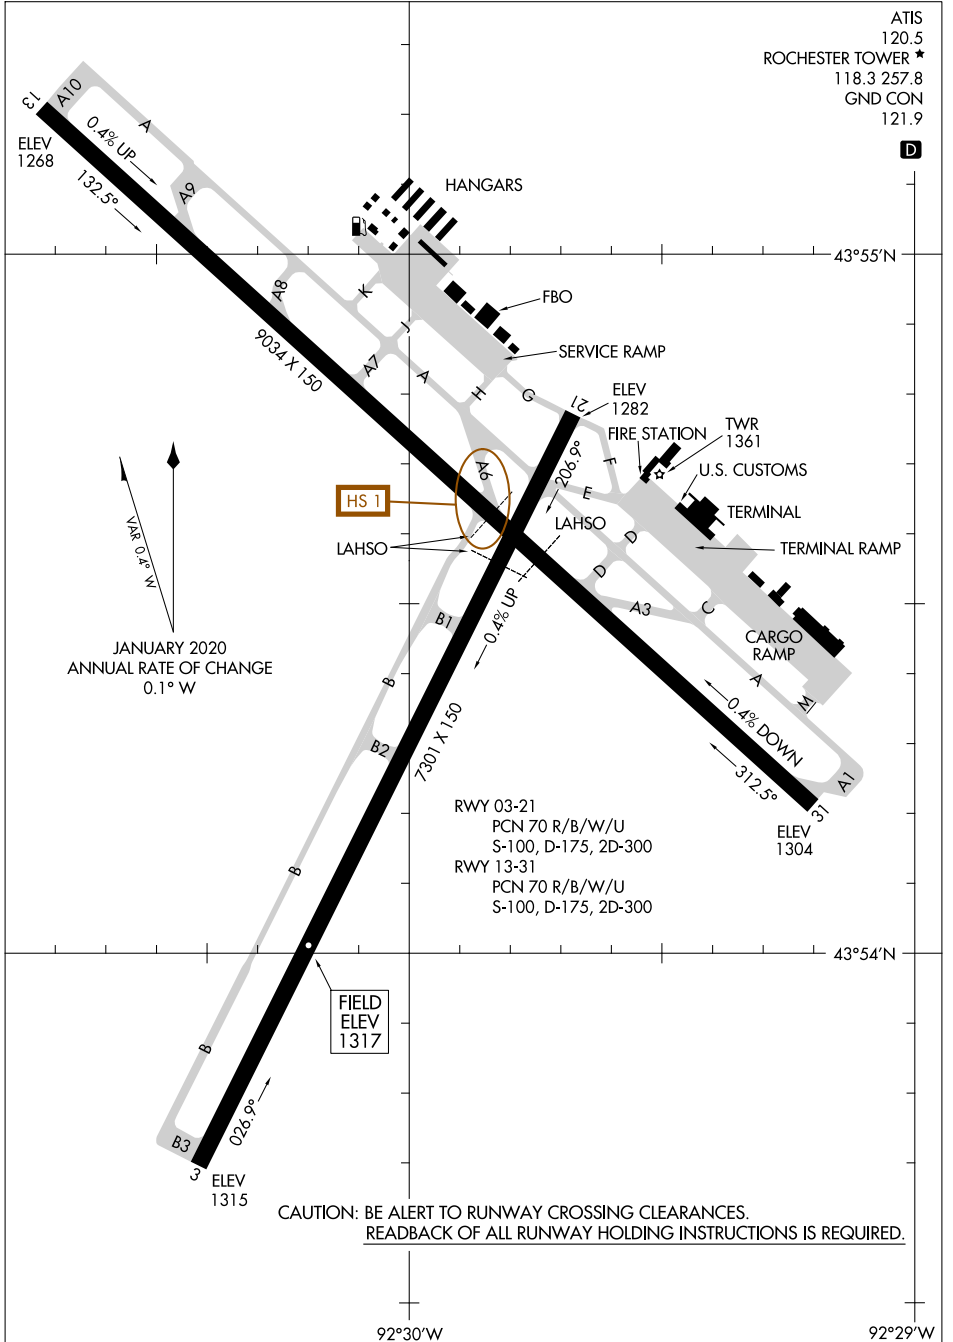 ATIS
120.5
ROCHESTER TOWER ★
118.3 257.8
GND CON
121.9
D
13
A10
A
ELEV
1268
0.4% UP
132.5°
A9
HANGARS
43°55'N
A8
K
FBO
J
SERVICE RAMP
9034 X 150
A7
A
H
G
21
ELEV
1282
FIRE STATION
TWR
1361
U.S. CUSTOMS
206.9°
F
A6
E
HS 1
TERMINAL
LAHSO
LAHSO
D
TERMINAL RAMP
D
VAR 0.4° W
A3
C
B1
0.4% UP
CARGO
RAMP
JANUARY 2020
ANNUAL RATE OF CHANGE
0.1° W
B
A
M
0.4% DOWN
B2
7301 X 150
312.5°
A1
31
ELEV
1304
RWY 03-21
PCN 70 R/B/W/U
S-100, D-175, 2D-300
RWY 13-31
PCN 70 R/B/W/U
S-100, D-175, 2D-300
B
43°54'N
FIELD
ELEV
1317
B
026.9°
B3
3
ELEV
1315
CAUTION: BE ALERT TO RUNWAY CROSSING CLEARANCES.
READBACK OF ALL RUNWAY HOLDING INSTRUCTIONS IS REQUIRED.
92°30'W
92°29'W